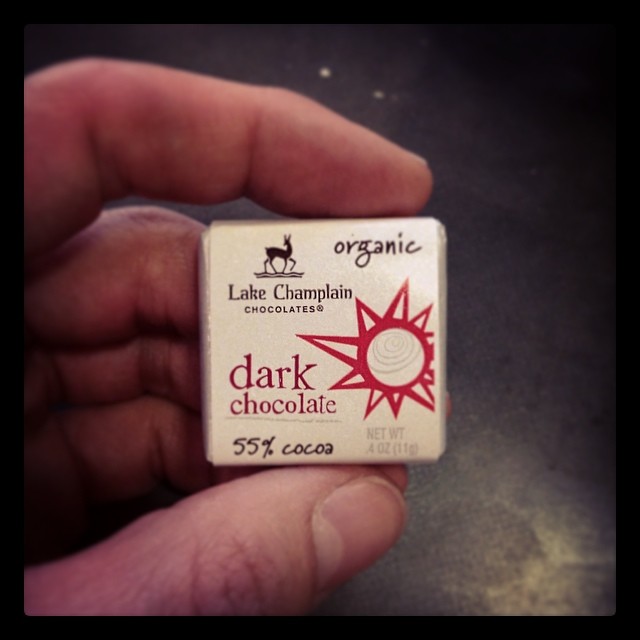 organic
Lake Champlain
CHOCOLATES®
dark
chocolate
55% cocoa
NET WT
.4 OZ (11g)